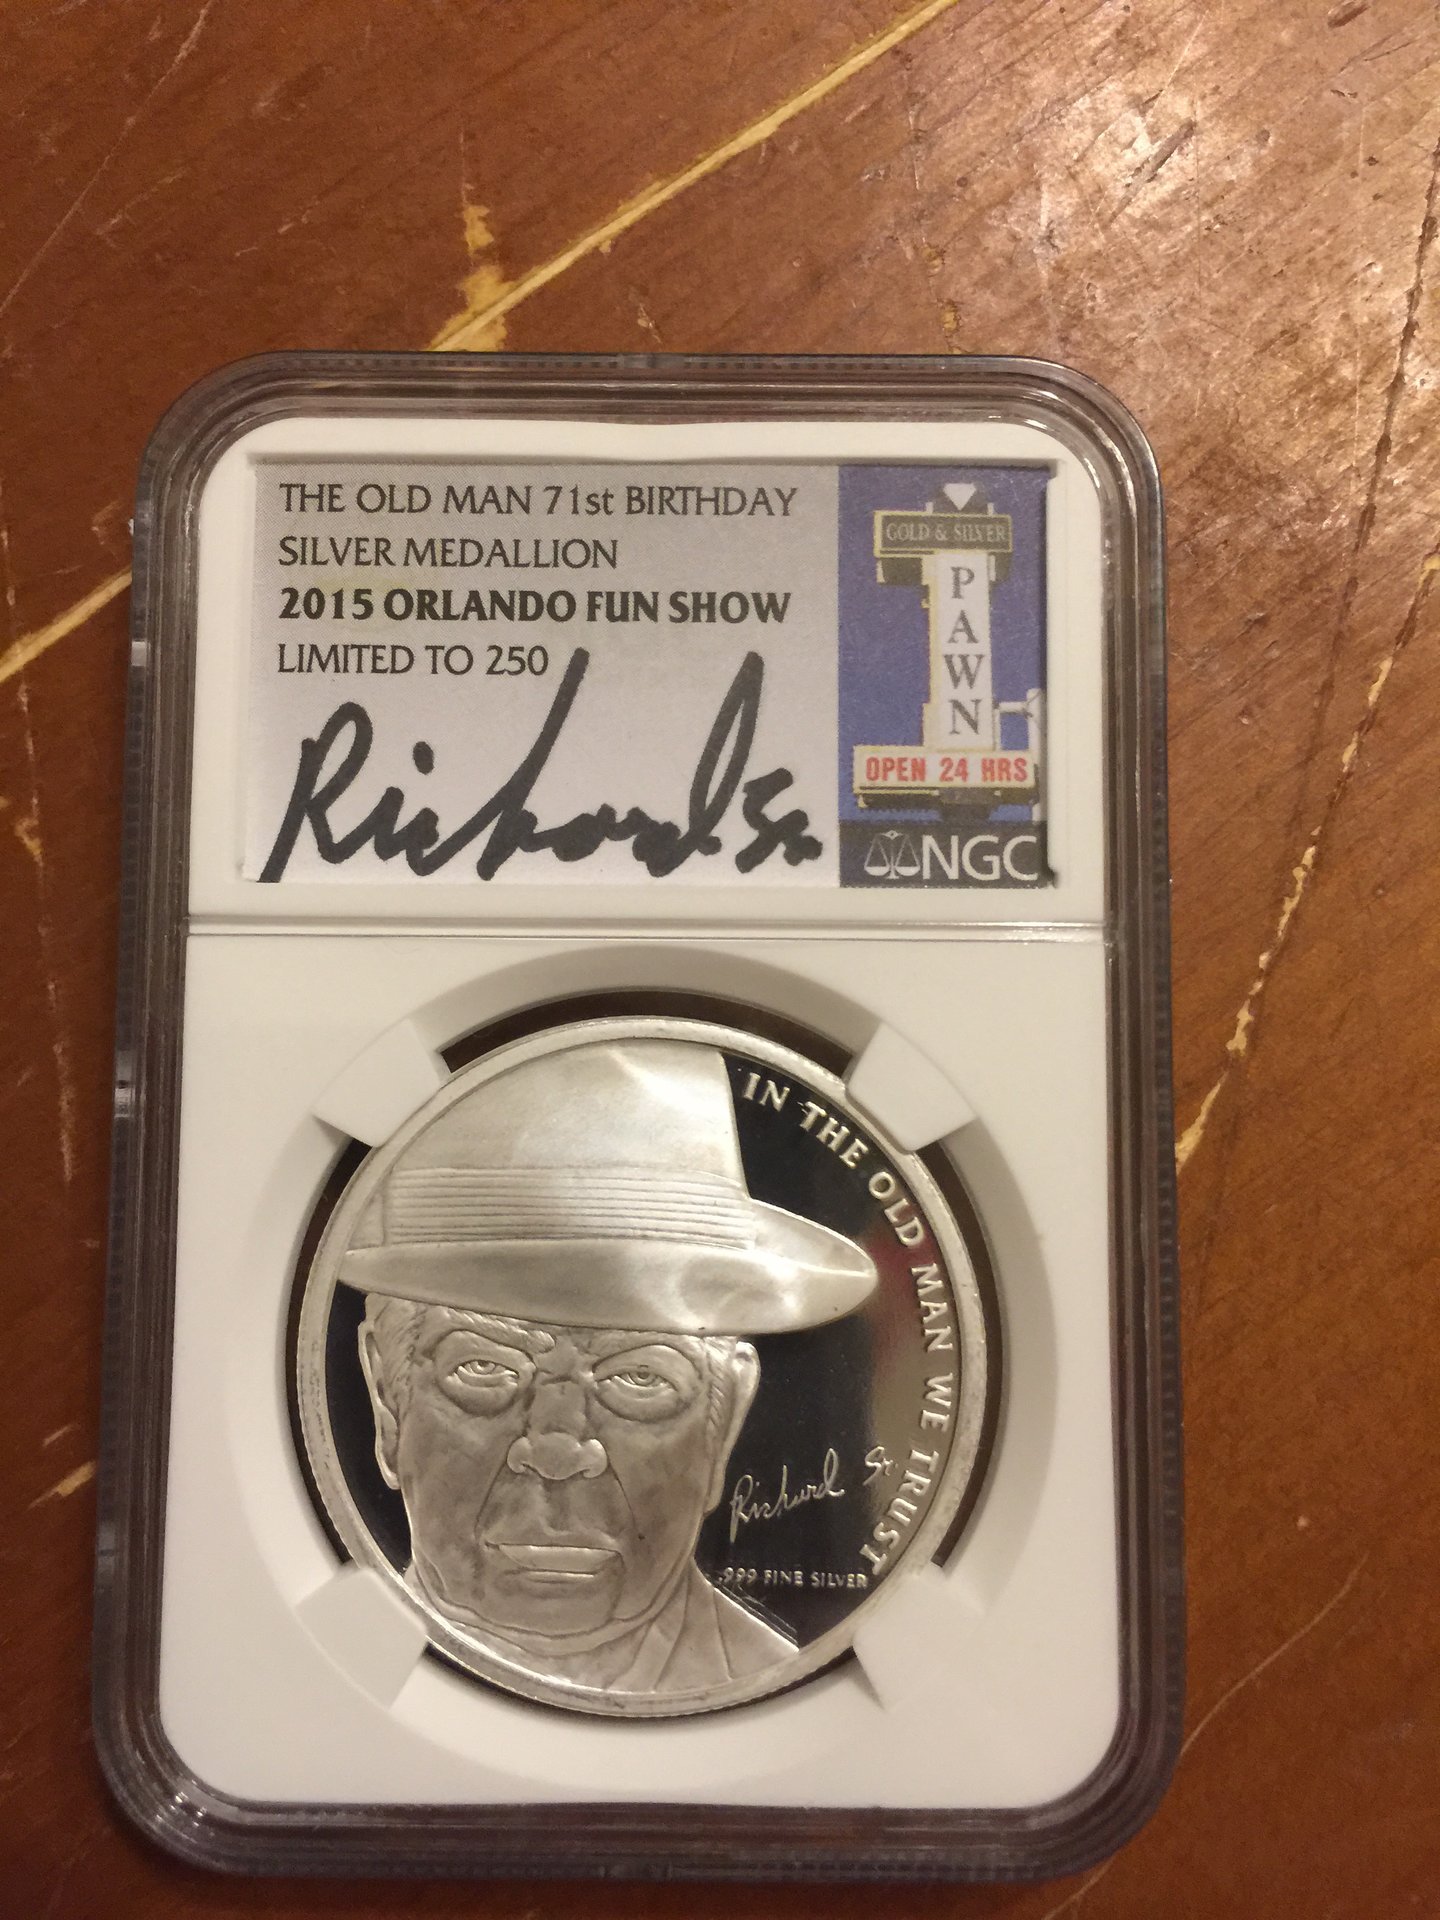 THE OLD MAN 71st BIRTHDAY
SILVER MEDALLION
2015 ORLANDO FUN SHOW
LIMITED TO 250
Richard Sr.
GOLD & SILVER
PAWN
OPEN 24 HRS
NGC
IN THE OLD MAN WE TRUST
Richard Sr.
.999 FINE SILVER